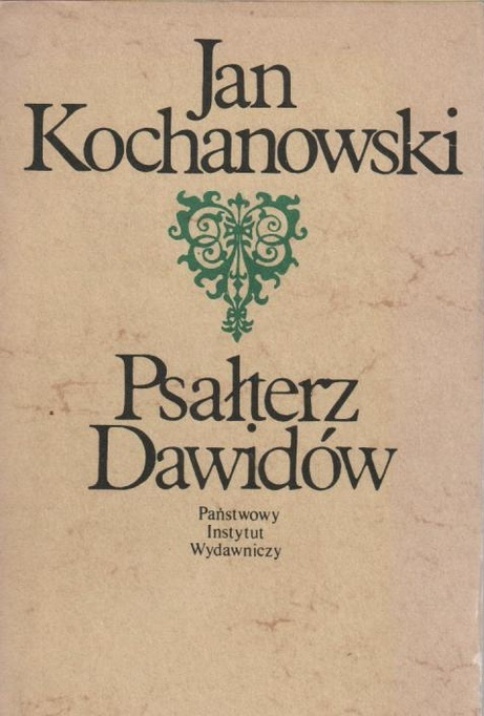 Jan
Kochanowski
Psałterz
Dawidów
Państwowy
Instytut
Wydawniczy